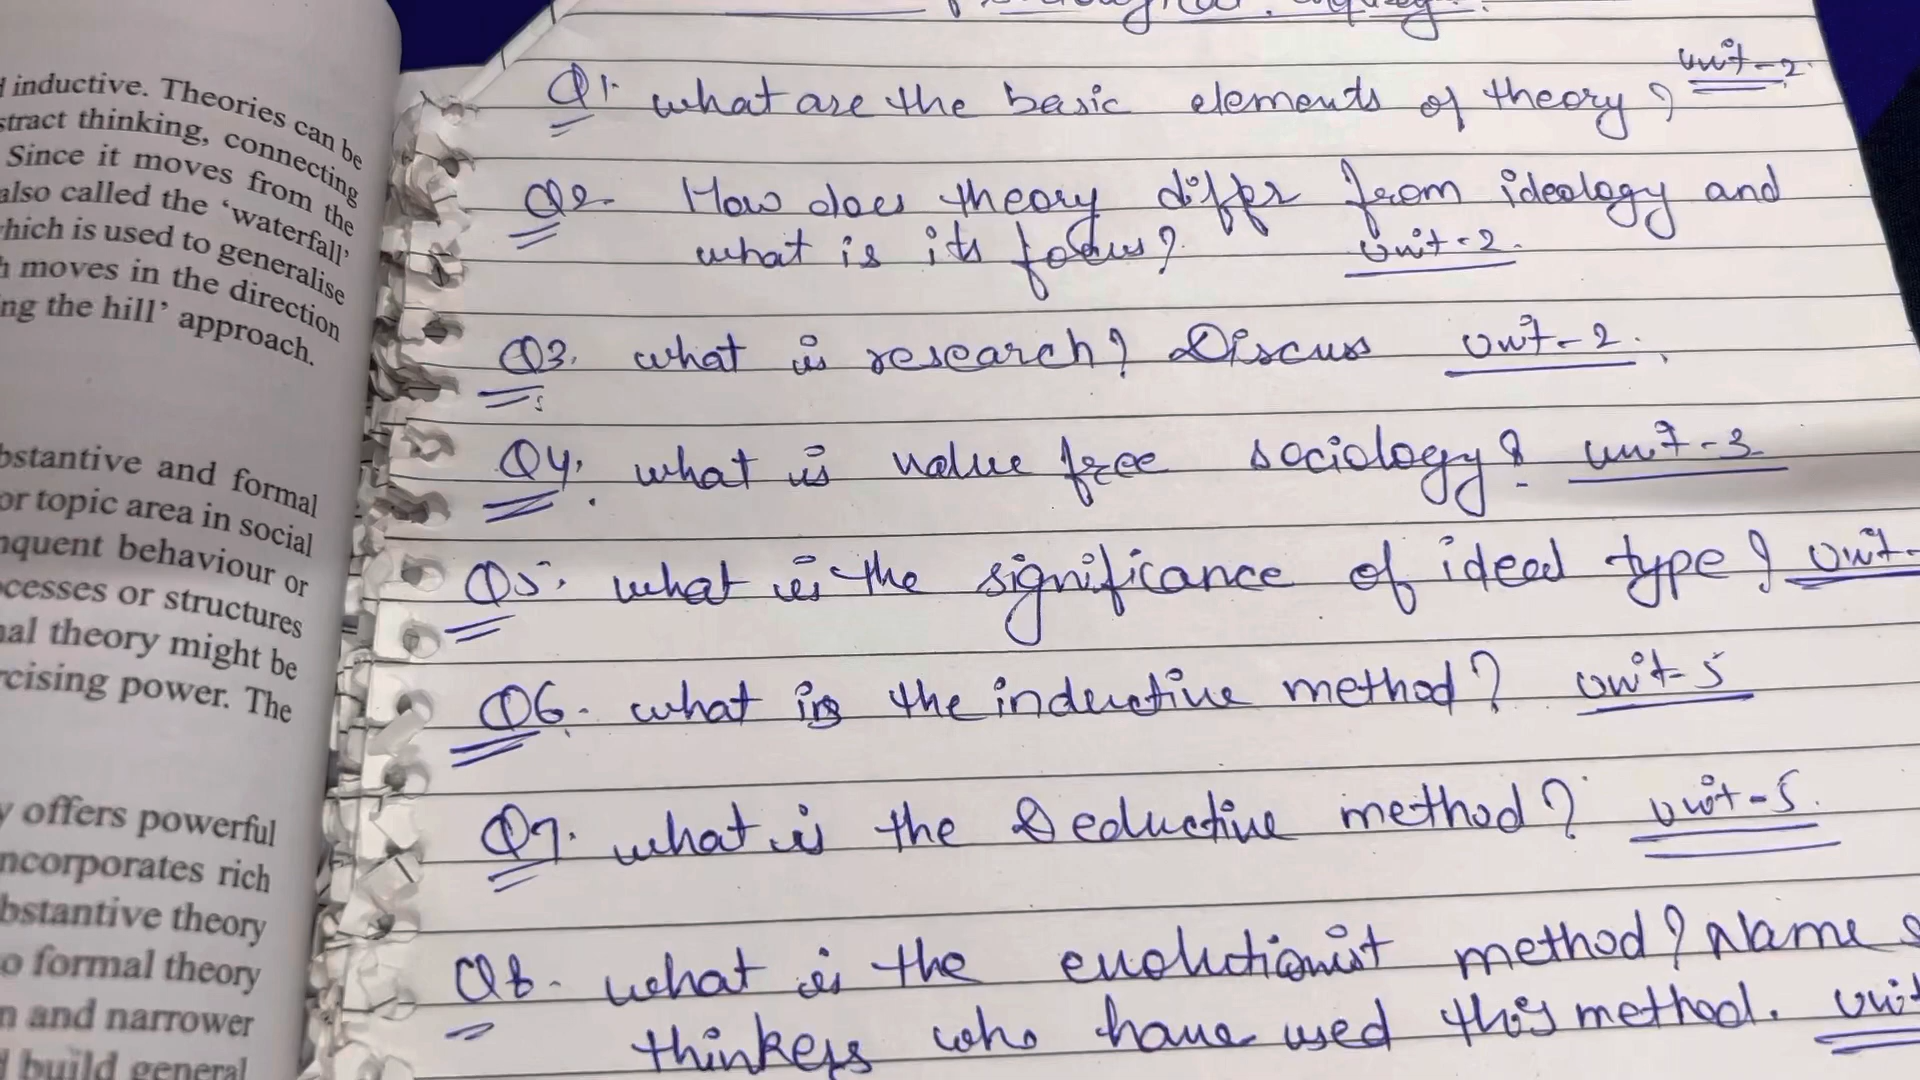 d inductive. Theories can be
stract thinking, connecting
Since it moves from the
also called the ‘waterfall’
which is used to generalise
h moves in the direction
ng the hill’ approach.
bstantive and formal
or topic area in social
nquent behaviour or
ocesses or structures
nal theory might be
rcising power. The
y offers powerful
ncorporates rich
bstantive theory
o formal theory
n and narrower
d build general
Q1. what are the basic elements of theory? unit-2.
Q2. How does theory differ from ideology and
what is its focus? unit-2.
Q3. what is research? Discuss unit-2.
Q4. what is value free sociology? unit-3
Q5. what is the significance of ideal type? unit-
Q6. what is the inductive method? unit-5
Q7. what is the Deductive method? unit-5.
Q8. what is the evolutionist method? Name
thinkers who have used this method. unit